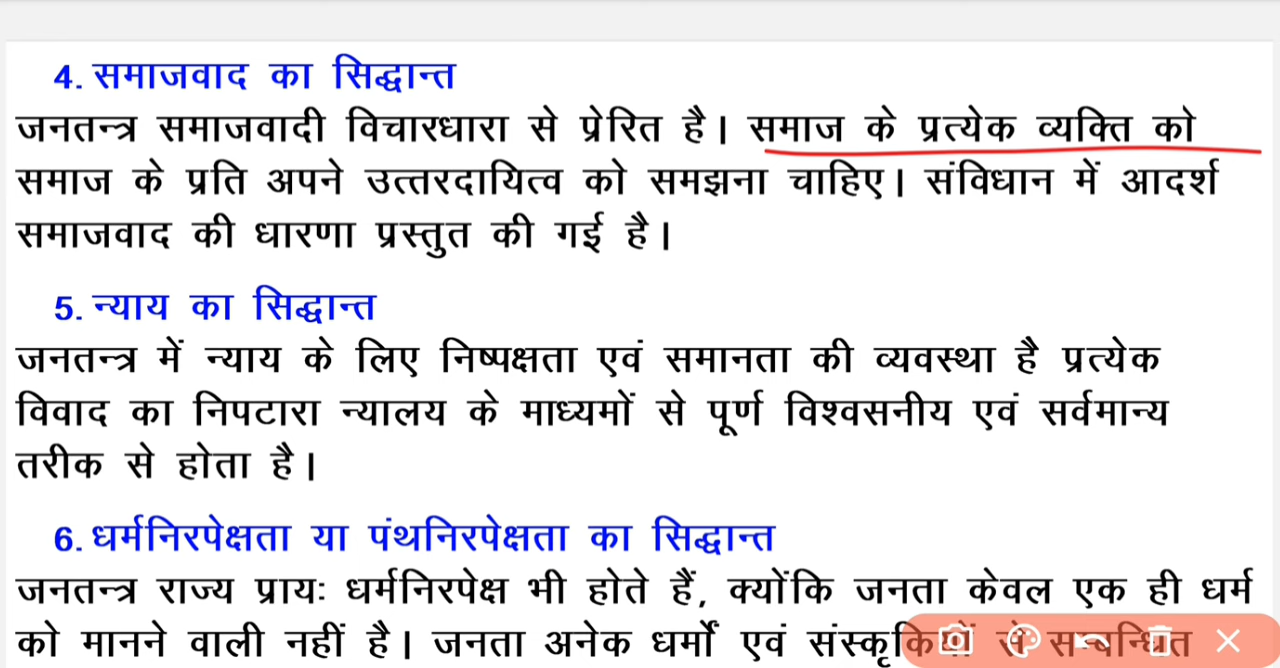 4. समाजवाद का सिद्धान्त
जनतन्त्र समाजवादी विचारधारा से प्रेरित है। समाज के प्रत्येक व्यक्ति को
समाज के प्रति अपने उत्तरदायित्व को समझना चाहिए। संविधान में आदर्श
समाजवाद की धारणा प्रस्तुत की गई है।
5. न्याय का सिद्धान्त
जनतन्त्र में न्याय के लिए निष्पक्षता एवं समानता की व्यवस्था है प्रत्येक
विवाद का निपटारा न्यालय के माध्यमों से पूर्ण विश्वसनीय एवं सर्वमान्य
तरीक से होता है।
6. धर्मनिरपेक्षता या पंथनिरपेक्षता का सिद्धान्त
जनतन्त्र राज्य प्रायः धर्मनिरपेक्ष भी होते हैं, क्योंकि जनता केवल एक ही धर्म
को मानने वाली नहीं है। जनता अनेक धर्मों एवं संस्कृतियों से सम्बन्धित